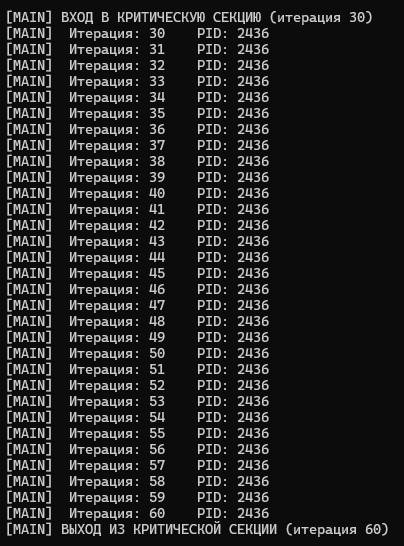 [MAIN] ВХОД В КРИТИЧЕСКУЮ СЕКЦИЮ (итерация 30)
[MAIN]  Итерация: 30    PID: 2436
[MAIN]  Итерация: 31    PID: 2436
[MAIN]  Итерация: 32    PID: 2436
[MAIN]  Итерация: 33    PID: 2436
[MAIN]  Итерация: 34    PID: 2436
[MAIN]  Итерация: 35    PID: 2436
[MAIN]  Итерация: 36    PID: 2436
[MAIN]  Итерация: 37    PID: 2436
[MAIN]  Итерация: 38    PID: 2436
[MAIN]  Итерация: 39    PID: 2436
[MAIN]  Итерация: 40    PID: 2436
[MAIN]  Итерация: 41    PID: 2436
[MAIN]  Итерация: 42    PID: 2436
[MAIN]  Итерация: 43    PID: 2436
[MAIN]  Итерация: 44    PID: 2436
[MAIN]  Итерация: 45    PID: 2436
[MAIN]  Итерация: 46    PID: 2436
[MAIN]  Итерация: 47    PID: 2436
[MAIN]  Итерация: 48    PID: 2436
[MAIN]  Итерация: 49    PID: 2436
[MAIN]  Итерация: 50    PID: 2436
[MAIN]  Итерация: 51    PID: 2436
[MAIN]  Итерация: 52    PID: 2436
[MAIN]  Итерация: 53    PID: 2436
[MAIN]  Итерация: 54    PID: 2436
[MAIN]  Итерация: 55    PID: 2436
[MAIN]  Итерация: 56    PID: 2436
[MAIN]  Итерация: 57    PID: 2436
[MAIN]  Итерация: 58    PID: 2436
[MAIN]  Итерация: 59    PID: 2436
[MAIN]  Итерация: 60    PID: 2436
[MAIN] ВЫХОД ИЗ КРИТИЧЕСКОЙ СЕКЦИИ (итерация 60)